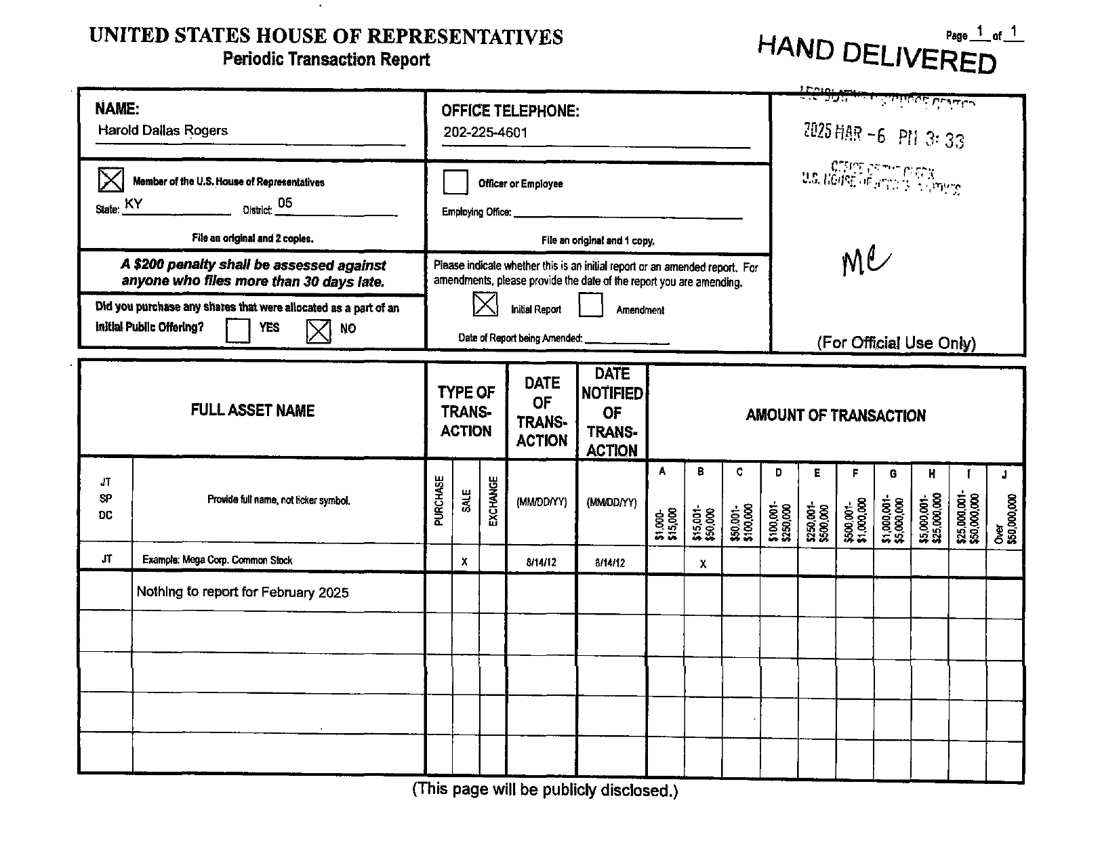 UNITED STATES HOUSE OF REPRESENTATIVES
Periodic Transaction Report
Page 1 of 1
HAND DELIVERED
NAME:
Harold Dallas Rogers
OFFICE TELEPHONE:
202-225-4601
2025 MAR -6 PM 3:33
U.S. HOUSE OF
MC
(For Official Use Only)
Member of the U.S. House of Representatives
State: KY District: 05
File an original and 2 copies.
Officer or Employee
Employing Office:
File an original and 1 copy.
A $200 penalty shall be assessed against
anyone who files more than 30 days late.
Please indicate whether this is an initial report or an amended report. For
amendments, please provide the date of the report you are amending.
Initial Report Amendment
Date of Report being Amended:
Did you purchase any shares that were allocated as a part of an
Initial Public Offering? YES NO
FULL ASSET NAME
TYPE OF
TRANS-
ACTION
DATE
OF
TRANS-
ACTION
DATE
NOTIFIED
OF
TRANS-
ACTION
AMOUNT OF TRANSACTION
JT
SP
DC
Provide full name, not ticker symbol.
PURCHASE
SALE
EXCHANGE
(MM/DD/YY)
(MM/DD/YY)
A
$1,000-
$15,000
B
$15,001-
$50,000
C
$50,001-
$100,000
D
$100,001-
$250,000
E
$250,001-
$500,000
F
$500,001-
$1,000,000
G
$1,000,001-
$5,000,000
H
$5,000,001-
$25,000,000
I
$25,000,001-
$50,000,000
J
Over
$50,000,000
JT Example: Mega Corp. Common Stock X 8/14/12 8/14/12 X
Nothing to report for February 2025
(This page will be publicly disclosed.)